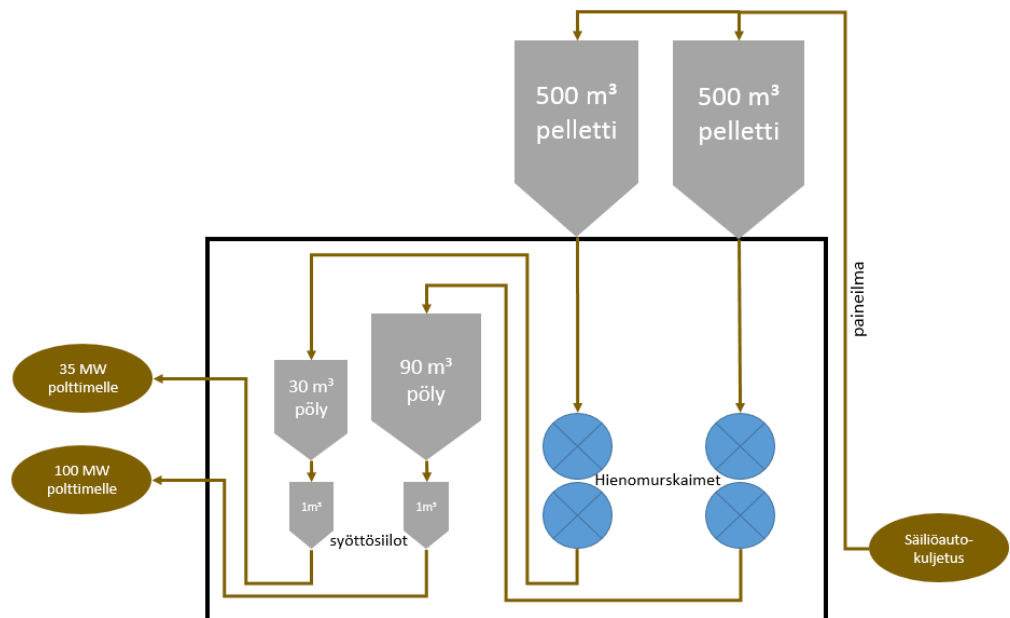 500 m³
pelletti
500 m³
pelletti
paineilma
35 MW
polttimelle
30 m³
pöly
90 m³
pöly
100 MW
polttimelle
Hienomurskaimet
1m³
1m³
syöttösiilot
Säiliöauto-
kuljetus